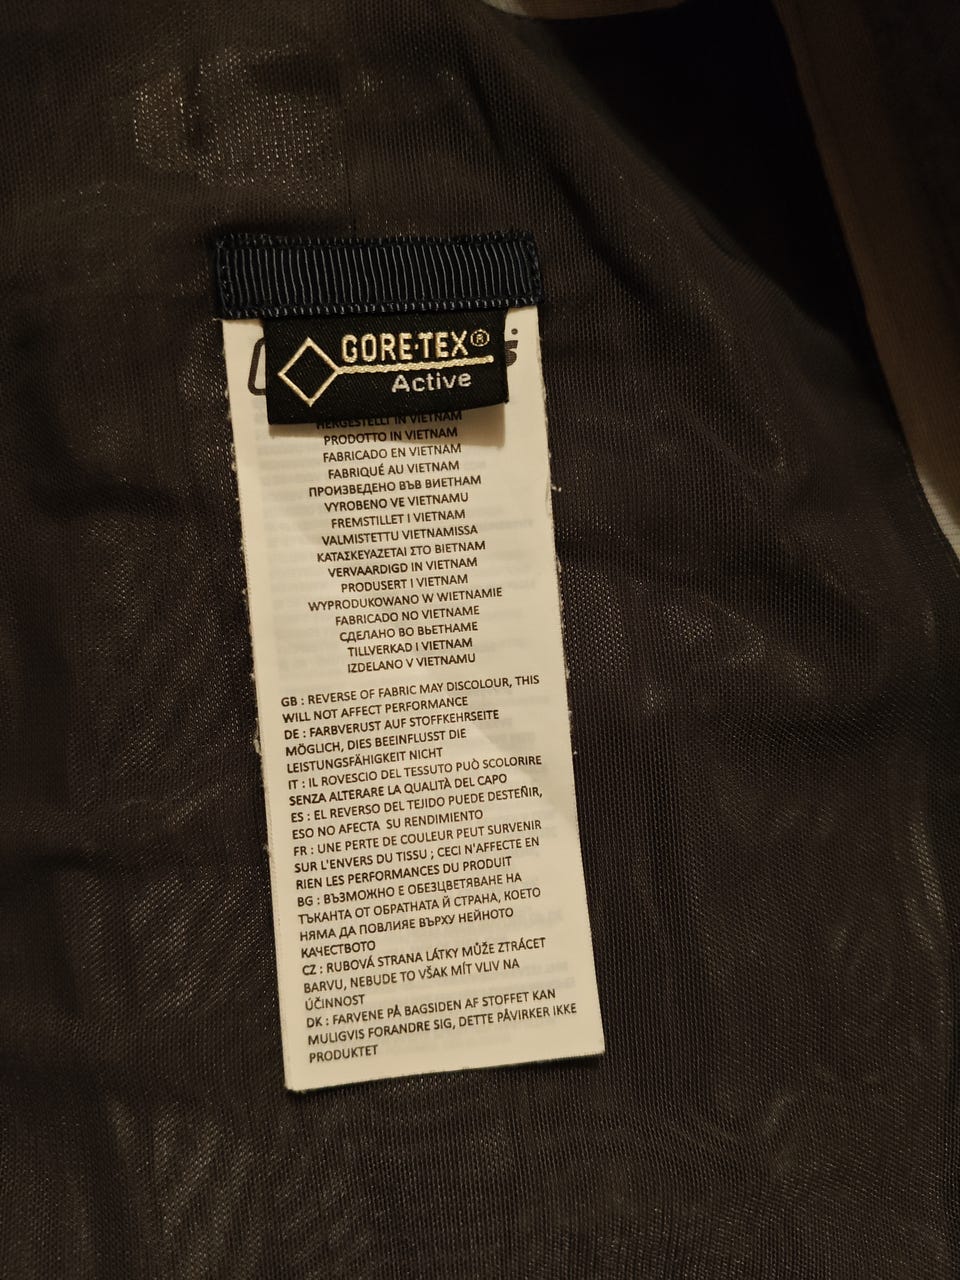 GORE-TEX®
Active
HERGESTELLT IN VIETNAM
PRODOTTO IN VIETNAM
FABRICADO EN VIETNAM
FABRIQUÉ AU VIETNAM
ПРОИЗВЕДЕНО ВЪВ ВИЕТНАМ
VYROBENO VE VIETNAMU
FREMSTILLET I VIETNAM
VALMISTETTU VIETNAMISSA
ΚΑΤΑΣΚΕΥΑΖΕΤΑΙ ΣΤΟ ΒΙΕΤΝΑΜ
VERVAARDIGD IN VIETNAM
PRODUSERT I VIETNAM
WYPRODUKOWANO W WIETNAMIE
FABRICADO NO VIETNAME
СДЕЛАНО ВО ВЬЕТНАМЕ
TILLVERKAD I VIETNAM
IZDELANO V VIETNAMU
GB : REVERSE OF FABRIC MAY DISCOLOUR, THIS
WILL NOT AFFECT PERFORMANCE
DE : FARBVERUST AUF STOFFKEHRSEITE
MÖGLICH, DIES BEEINFLUSST DIE
LEISTUNGSFÄHIGKEIT NICHT
IT : IL ROVESCIO DEL TESSUTO PUÒ SCOLORIRE
SENZA ALTERARE LA QUALITÀ DEL CAPO
ES : EL REVERSO DEL TEJIDO PUEDE DESTEÑIR,
ESO NO AFECTA SU RENDIMIENTO
FR : UNE PERTE DE COULEUR PEUT SURVENIR
SUR L'ENVERS DU TISSU ; CECI N'AFFECTE EN
RIEN LES PERFORMANCES DU PRODUIT
BG : ВЪЗМОЖНО Е ОБЕЗЦВЕТЯВАНЕ НА
ТЪКАНТА ОТ ОБРАТНАТА Й СТРАНА, КОЕТО
НЯМА ДА ПОВЛИЯЕ ВЪРХУ НЕЙНОТО
КАЧЕСТВОТО
CZ : RUBOVÁ STRANA LÁTKY MŮŽE ZTRÁCET
BARVU, NEBUDE TO VŠAK MÍT VLIV NA
ÚČINNOST
DK : FARVENE PÅ BAGSIDEN AF STOFFET KAN
MULIGVIS FORANDRE SIG, DETTE PÅVIRKER IKKE
PRODUKTET